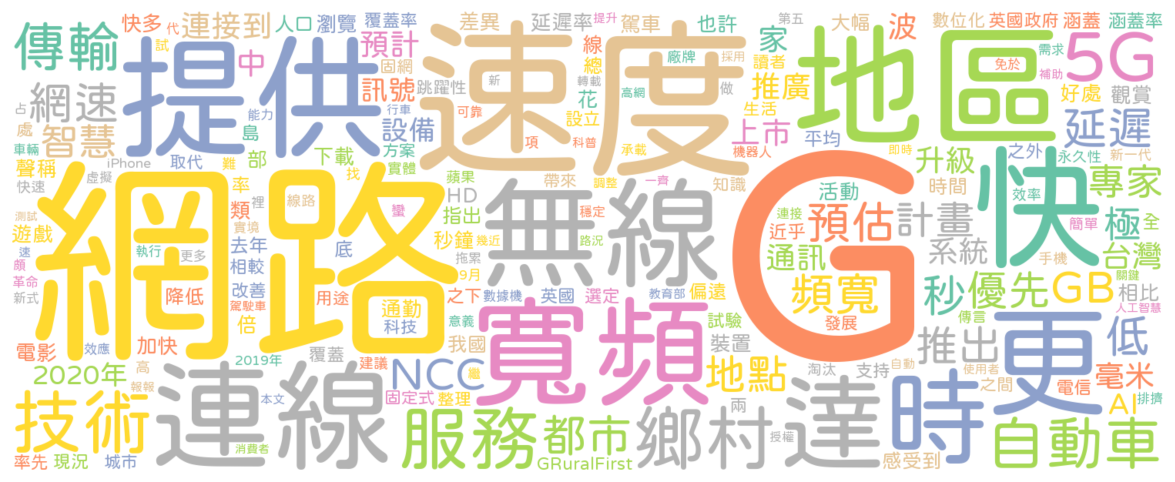 傳輸 快多 代 連接到 人口 瀏覽 覆蓋率 差異 延遲率 提升 駕車 也許 第五 大幅 波 數位化 英國政府 涵蓋 涵蓋率
試 提供 預計 線 速度 廠牌 採用 家 讀者 地區 需求 免於 5G
中 固網 跳躍性 總 新 轉載 做 推廣 補助 好處 觀賞
占 網速 訊號 行車 可靠 花 高網 生活 延遲
處 智慧 島 能力 設備 設立 項 科普 承載 上市 平均 即時 之外 永久性 新一代
車輛 聲稱 iPhone 取代 難 部 下載 方案 實體 蘋果 帶來 調整 一齊 機器人 知識 升級 快 效率 專家
快速 虛擬 率 裡 線路 找 HD 無線 G 活動 時間 簡單 極 全
測試 遊戲 類 實境 指出 穩定 連接 預估 計畫 手機 台灣
速 網路 執行 更多 去年 底 秒鐘 幾近 路況 近乎 通訊 系統 關鍵
頗 革命 相較 蠻 拖累 9月 相比
新式 降低 改善 用途 之下 數據機 英國 選定 教育部 偏遠 頻寬 秒 優先 GB 人工智慧
駕駛車 倍 通勤 科技 意義 寬頻 試驗 發展 傳言 更 低
電影 效應 加快 覆蓋 我國 裝置 淘汰 支持 推出 自動
高 2019年 建議 NCC 繼 地點 使用者 之間 電信 毫米
2020年 報報 本文 固定式 整理 兩 AI 排擠
技術 連線 服務 都市 鄉村 達 時 自動車
率先 現況 城市 消費者 GRuralFirst 授權 感受到